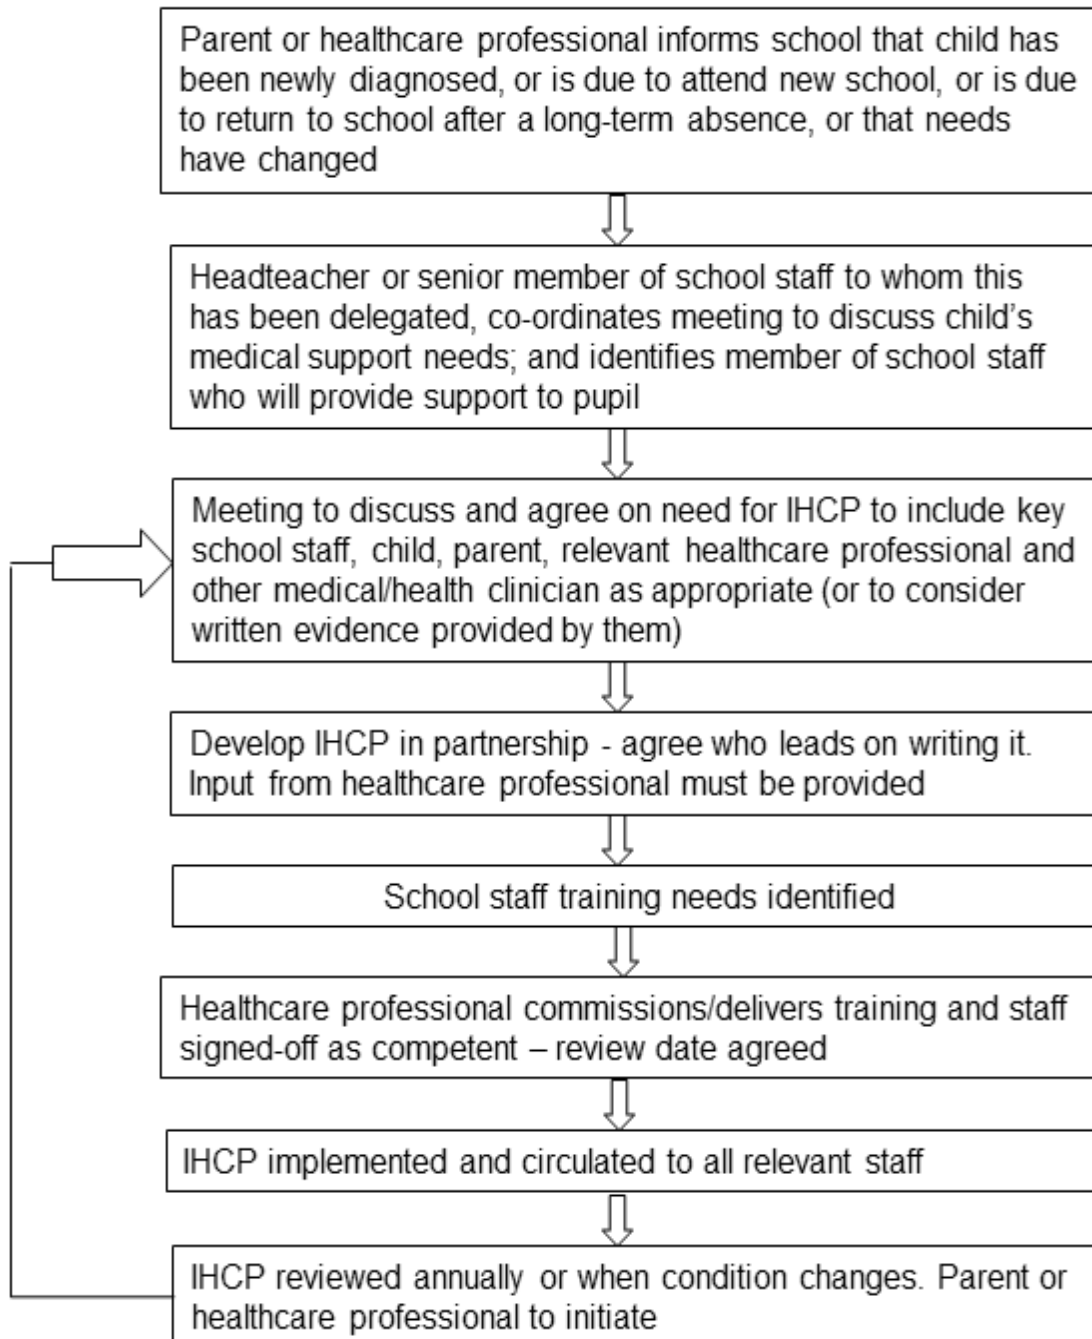 Parent or healthcare professional informs school that child has
been newly diagnosed, or is due to attend new school, or is due
to return to school after a long-term absence, or that needs
have changed
Headteacher or senior member of school staff to whom this
has been delegated, co-ordinates meeting to discuss child’s
medical support needs; and identifies member of school staff
who will provide support to pupil
Meeting to discuss and agree on need for IHCP to include key
school staff, child, parent, relevant healthcare professional and
other medical/health clinician as appropriate (or to consider
written evidence provided by them)
Develop IHCP in partnership - agree who leads on writing it.
Input from healthcare professional must be provided
School staff training needs identified
Healthcare professional commissions/delivers training and staff
signed-off as competent – review date agreed
IHCP implemented and circulated to all relevant staff
IHCP reviewed annually or when condition changes. Parent or
healthcare professional to initiate